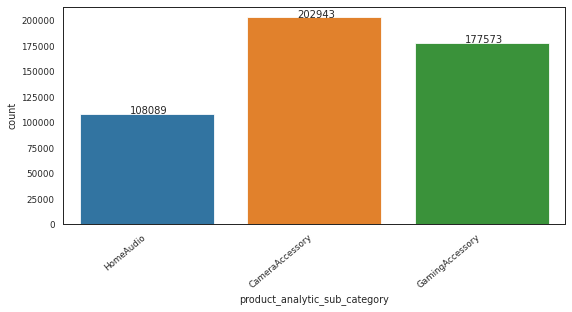 count
200000
175000
150000
125000
100000
75000
50000
25000
0
108089
202943
177573
HomeAudio
CameraAccessory
GamingAccessory
product_analytic_sub_category